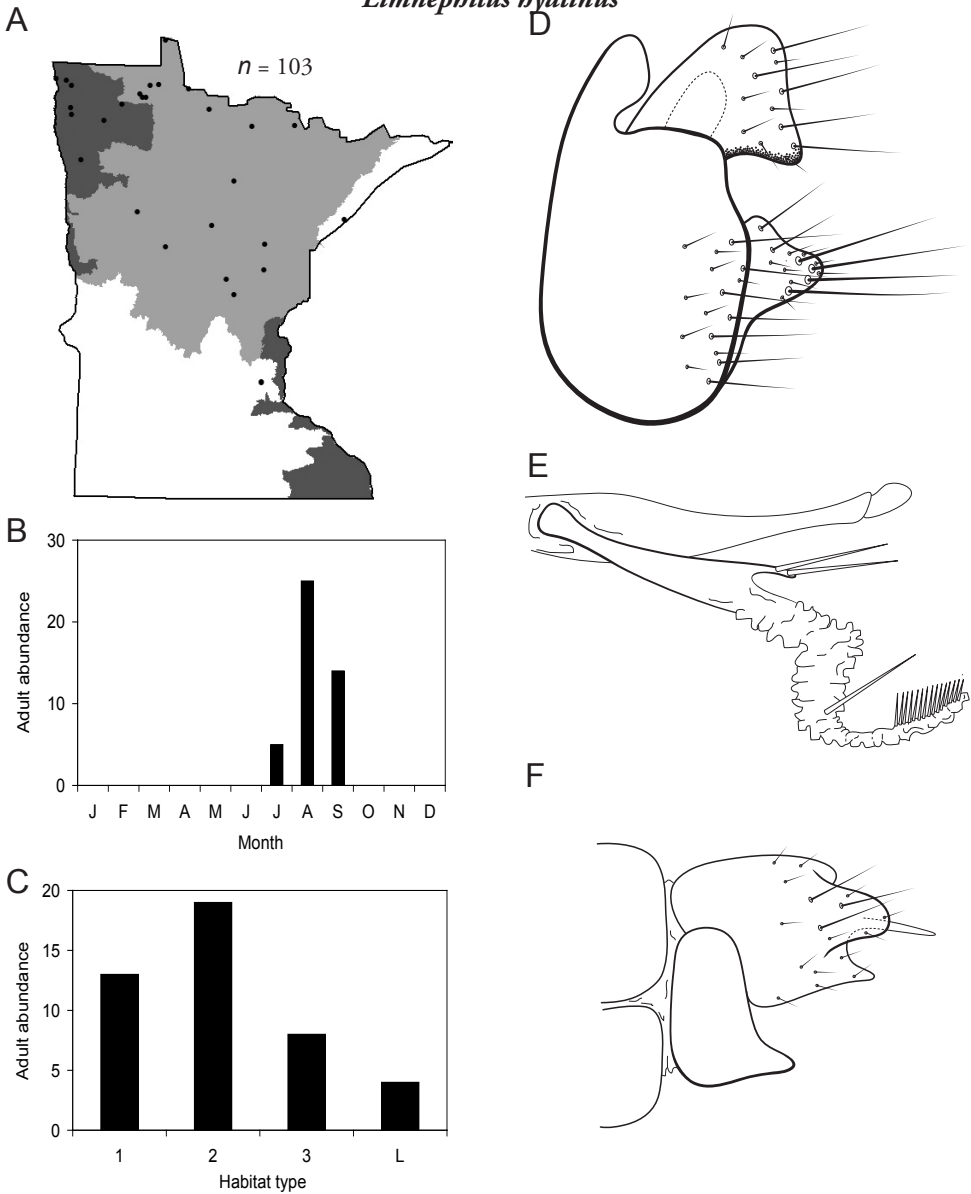 Limnephilus hyalinus
A
n = 103
B
30
20
10
0
Adult abundance
J F M A M J J A S O N D
Month
C
20
15
10
5
0
Adult abundance
1 2 3 L
Habitat type
D
E
F